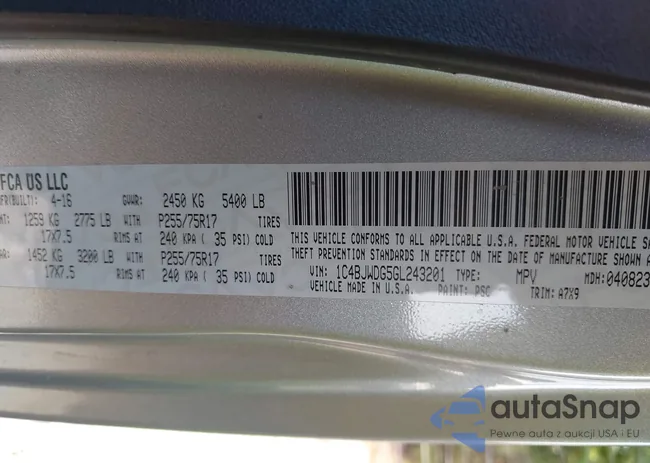 FCA US LLC
FR(BUILT): 4-16 GVWR: 2450 KG 5400 LB
NT: 1259 KG 2775 LB WITH P255/75R17 TIRES
17X7.5 RIMS AT 240 KPA ( 35 PSI) COLD
AR: 1452 KG 3200 LB WITH P255/75R17 TIRES
17X7.5 RIMS AT 240 KPA ( 35 PSI) COLD
THIS VEHICLE CONFORMS TO ALL APPLICABLE U.S.A. FEDERAL MOTOR VEHICLE
THEFT PREVENTION STANDARDS IN EFFECT ON THE DATE OF MANUFACTURE SHOWN
VIN: 1C4BJWDG5GL243201 TYPE: MPV MDH:040823
VEHICLE MADE IN U.S.A. PAINT: PSC TRIM: A7X9
autaSnap
Pewne auta z aukcji USA i EU